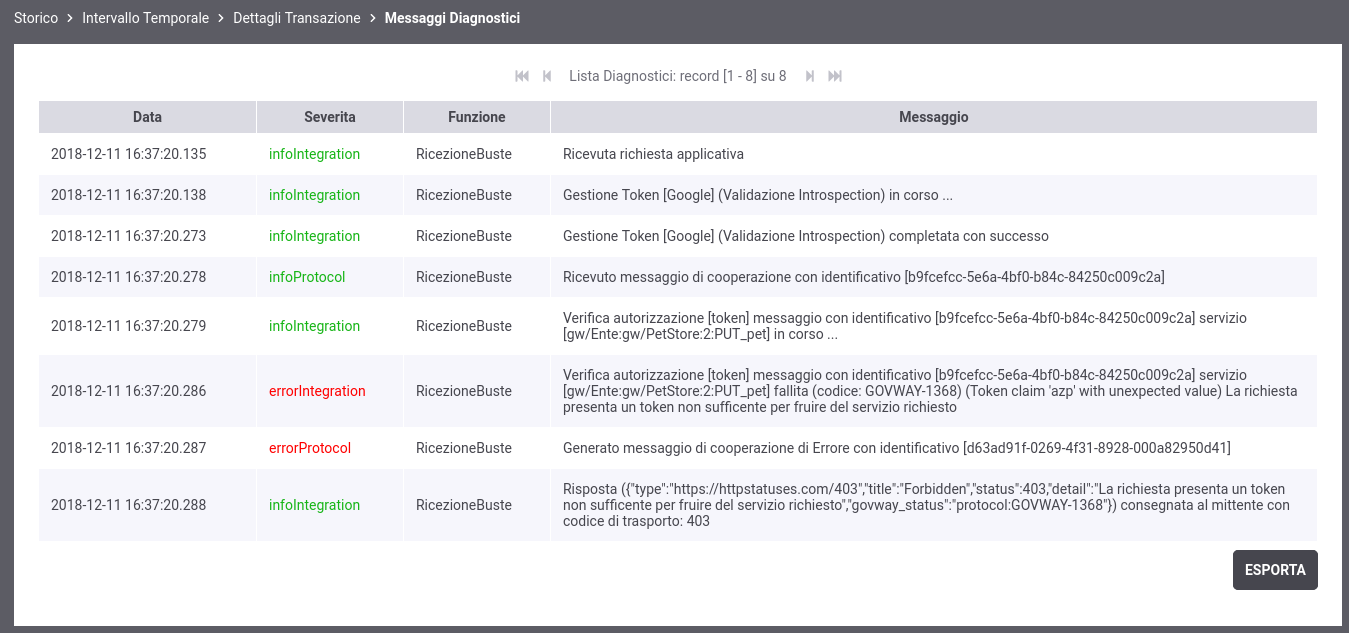 Storico > Intervallo Temporale > Dettagli Transazione > Messaggi Diagnostici
Lista Diagnostici: record [1 - 8] su 8
Data Severita Funzione Messaggio
2018-12-11 16:37:20.135 infoIntegration RicezioneBuste Ricevuta richiesta applicativa
2018-12-11 16:37:20.138 infoIntegration RicezioneBuste Gestione Token [Google] (Validazione Introspection) in corso ...
2018-12-11 16:37:20.273 infoIntegration RicezioneBuste Gestione Token [Google] (Validazione Introspection) completata con successo
2018-12-11 16:37:20.278 infoProtocol RicezioneBuste Ricevuto messaggio di cooperazione con identificativo [b9fcefcc-5e6a-4bf0-b84c-84250c009c2a]
2018-12-11 16:37:20.279 infoIntegration RicezioneBuste Verifica autorizzazione [token] messaggio con identificativo [b9fcefcc-5e6a-4bf0-b84c-84250c009c2a] servizio
[gw/Ente:gw/PetStore:2:PUT_pet] in corso ...
2018-12-11 16:37:20.286 errorIntegration RicezioneBuste Verifica autorizzazione [token] messaggio con identificativo [b9fcefcc-5e6a-4bf0-b84c-84250c009c2a] servizio
[gw/Ente:gw/PetStore:2:PUT_pet] fallita (codice: GOVWAY-1368) (Token claim 'azp' with unexpected value) La richiesta
presenta un token non sufficente per fruire del servizio richiesto
2018-12-11 16:37:20.287 errorProtocol RicezioneBuste Generato messaggio di cooperazione di Errore con identificativo [d63ad91f-0269-4f31-8928-000a82950d41]
2018-12-11 16:37:20.288 infoIntegration RicezioneBuste Risposta ({"type":"https://httpstatuses.com/403","title":"Forbidden","status":403,"detail":"La richiesta presenta un token
non sufficente per fruire del servizio richiesto","govway_status":"protocol:GOVWAY-1368"}) consegnata al mittente con
codice di trasporto: 403
ESPORTA